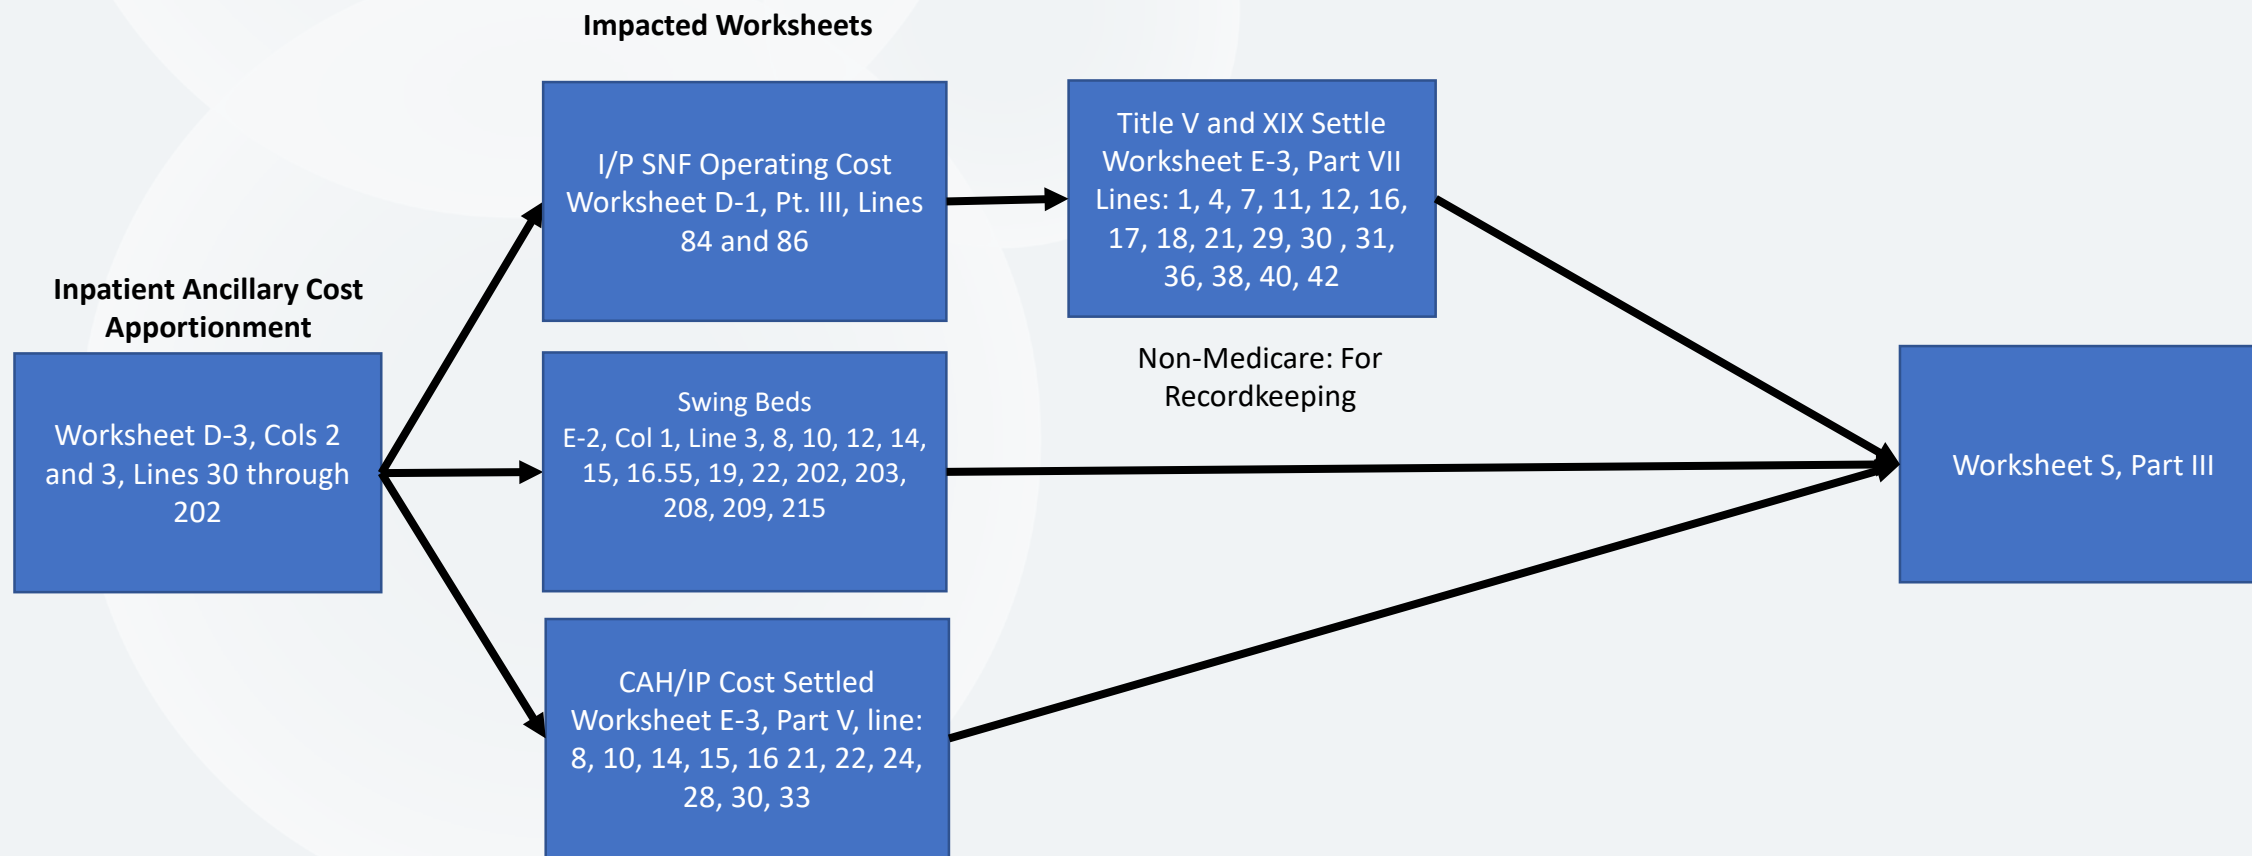 Impacted Worksheets
Inpatient Ancillary Cost
Apportionment
Worksheet D-3, Cols 2
and 3, Lines 30 through
202
I/P SNF Operating Cost
Worksheet D-1, Pt. III, Lines
84 and 86
Title V and XIX Settle
Worksheet E-3, Part VII
Lines: 1, 4, 7, 11, 12, 16,
17, 18, 21, 29, 30 , 31,
36, 38, 40, 42
Non-Medicare: For
Recordkeeping
Swing Beds
E-2, Col 1, Line 3, 8, 10, 12, 14,
15, 16.55, 19, 22, 202, 203,
208, 209, 215
CAH/IP Cost Settled
Worksheet E-3, Part V, line:
8, 10, 14, 15, 16 21, 22, 24,
28, 30, 33
Worksheet S, Part III